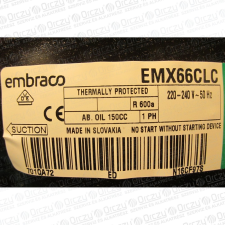 embraco
EMX66CLC
THERMALLY PROTECTED
220-240 V ~ 50 Hz
R 600a
AB. OIL 150CC
1 PH
SUCTION
MADE IN SLOVAKIA
NO START WITHOUT STARTING DEVICE
ED